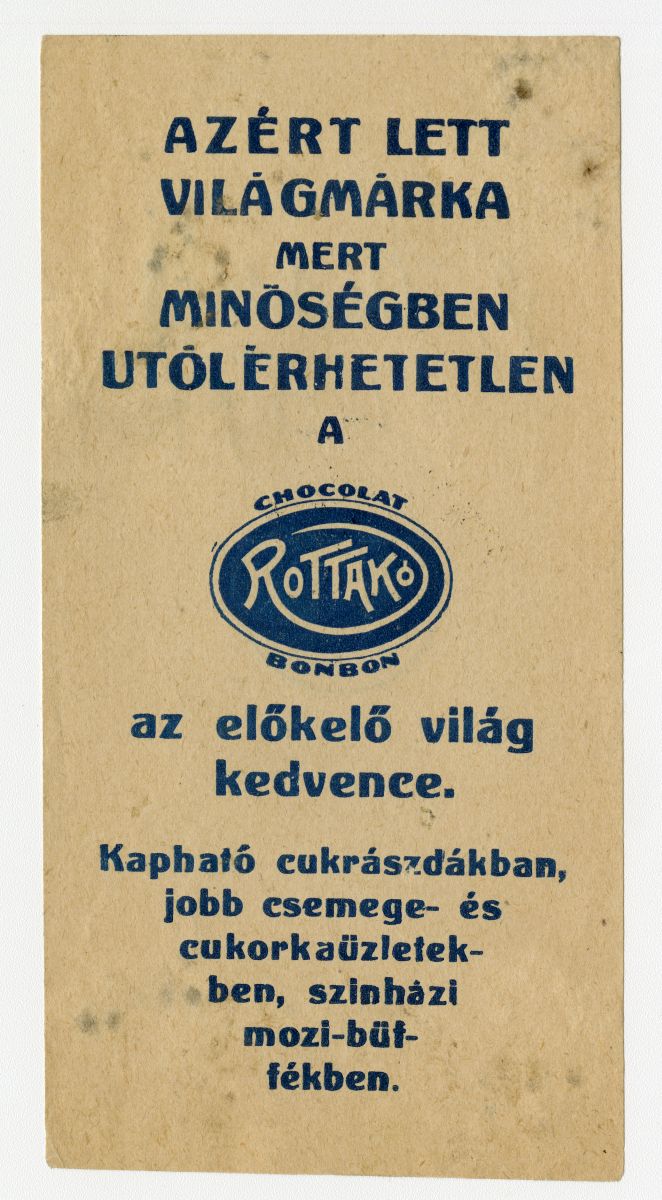 AZÉRT LETT
VILÁGMÁRKA
MERT
MINŐSÉGBEN
UTÓLÉRHETETLEN
A
CHOCOLAT
ROTTAKÓ
BONBON
az előkelő világ
kedvence.
Kapható cukrászdákban,
jobb csemege- és
cukorkaüzletek-
ben, szinházi
mozi-büf-
fékben.